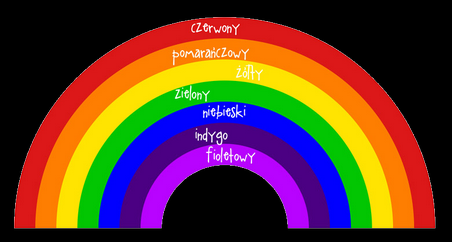 czerwony
pomarańczowy
żółty
zielony
niebieski
indygo
fioletowy